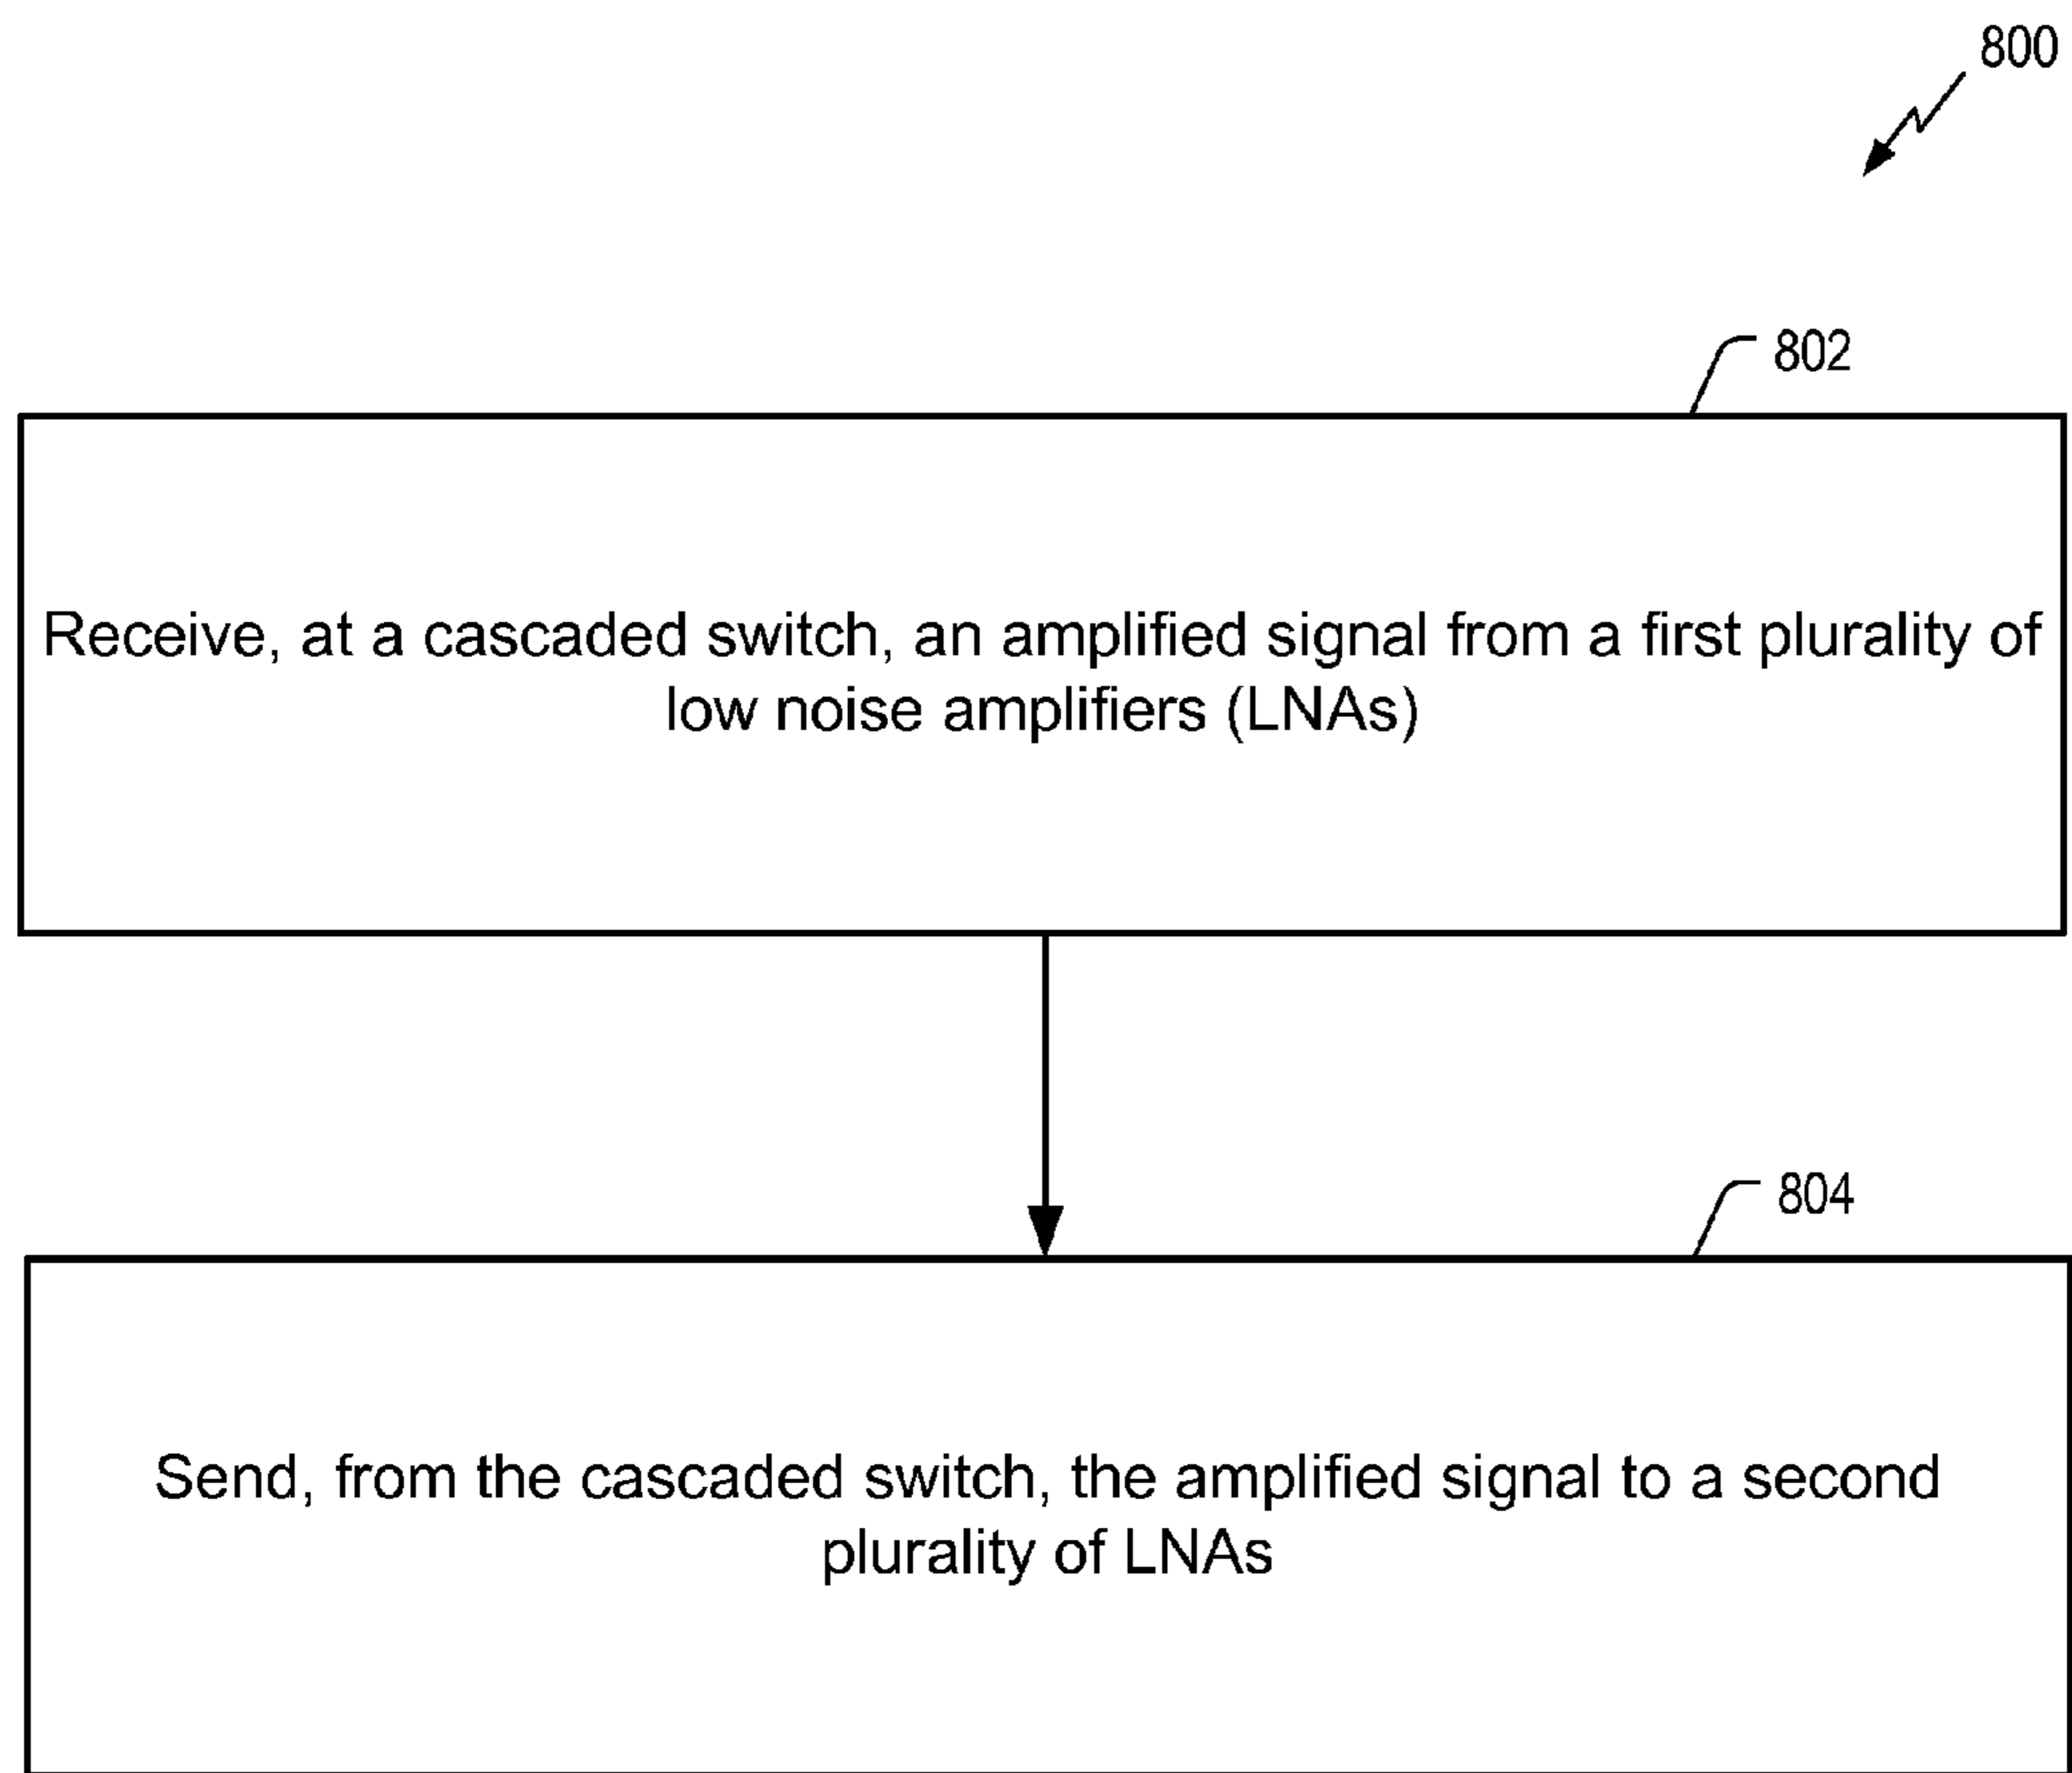 800
802
Receive, at a cascaded switch, an amplified signal from a first plurality of
low noise amplifiers (LNAs)
804
Send, from the cascaded switch, the amplified signal to a second
plurality of LNAs